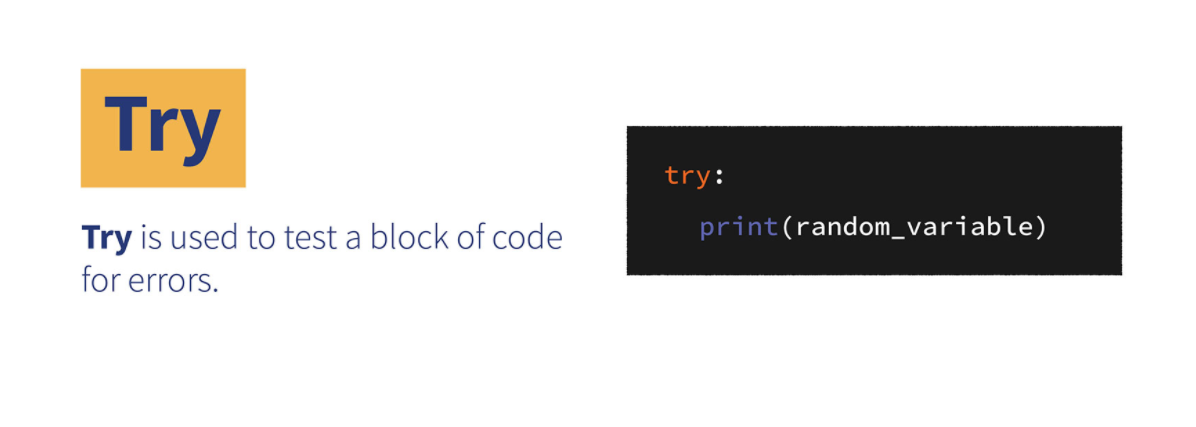 Try
Try is used to test a block of code
for errors.
try:
print(random_variable)